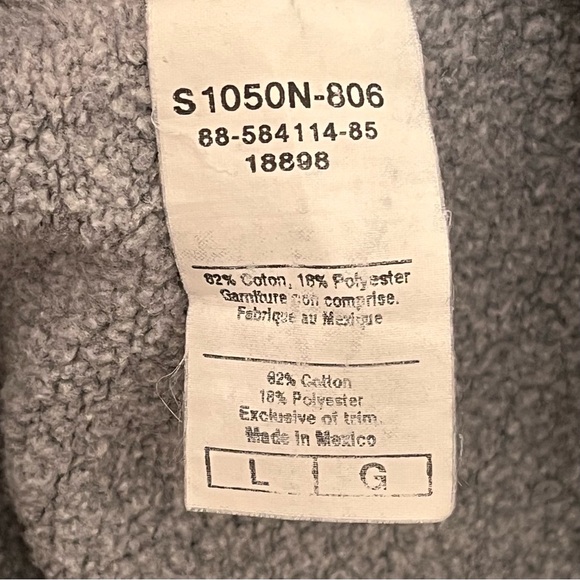 S1050N-806
88-584114-85
18898
82% Coton, 18% Polyester
Garniture non comprise.
Fabrique au Mexique
82% Cotton
18% Polyester
Exclusive of trim.
Made in Mexico
L G